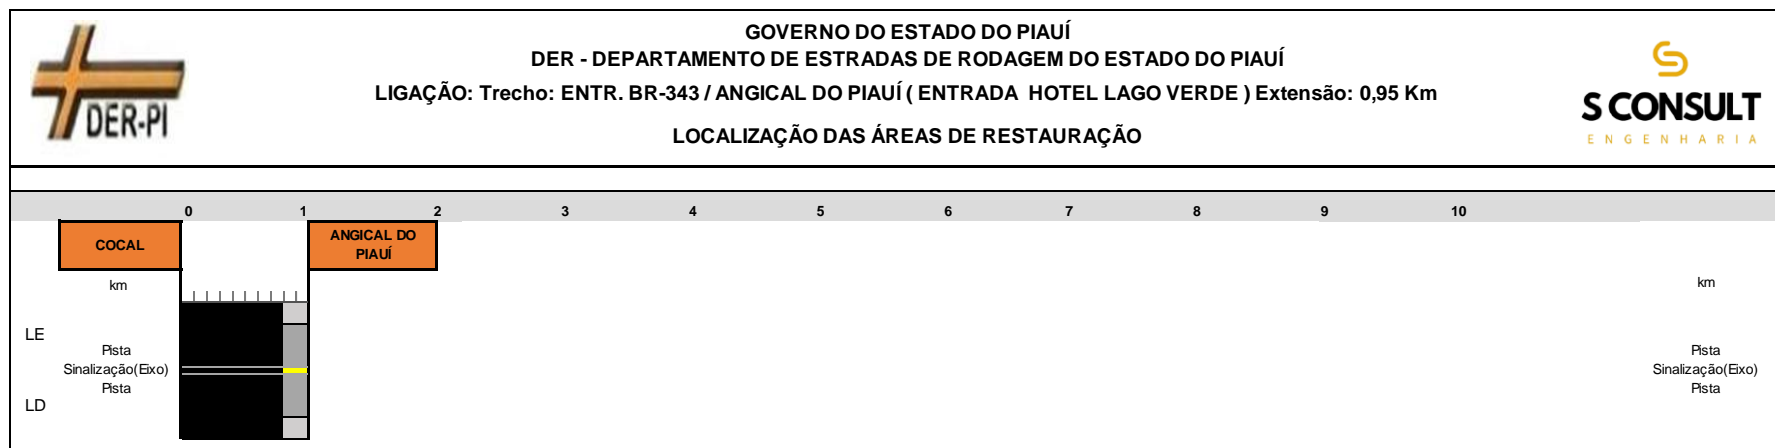 GOVERNO DO ESTADO DO PIAUÍ
DER - DEPARTAMENTO DE ESTRADAS DE RODAGEM DO ESTADO DO PIAUÍ
LIGAÇÃO: Trecho: ENTR. BR-343 / ANGICAL DO PIAUÍ ( ENTRADA HOTEL LAGO VERDE ) Extensão: 0,95 Km
LOCALIZAÇÃO DAS ÁREAS DE RESTAURAÇÃO
DER-PI
S CONSULT
ENGENHARIA
0 1 2 3 4 5 6 7 8 9 10
COCAL
ANGICAL DO
PIAUÍ
km
km
LE
Pista
Pista
Sinalização(Eixo)
Sinalização(Eixo)
Pista
Pista
LD